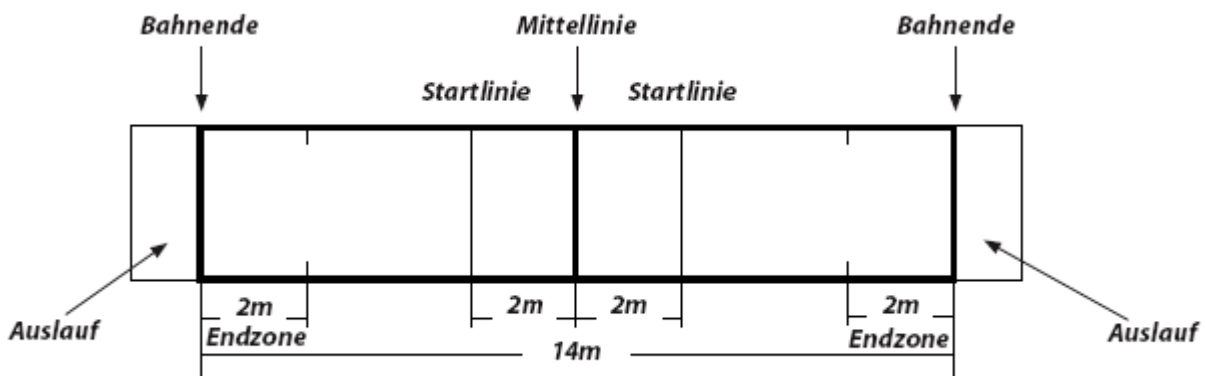 Bahnende
Mittellinie
Bahnende
Startlinie
Startlinie
2m
2m
2m
2m
Auslauf
Endzone
14m
Endzone
Auslauf